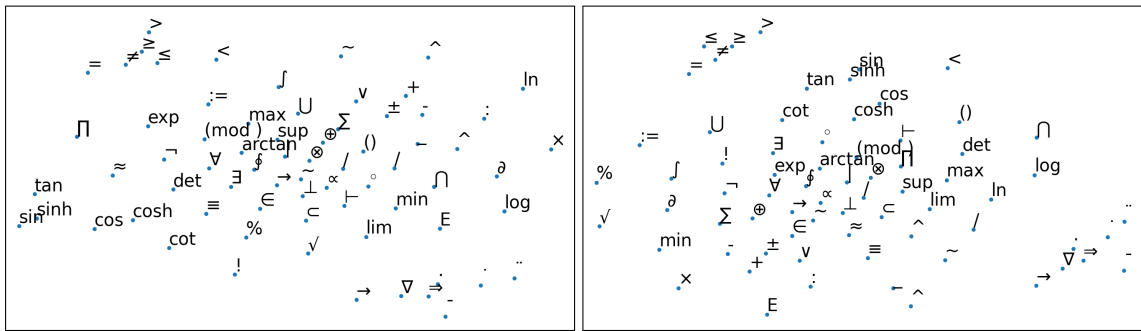 >
≥
≠ ≤
= < ~ ^
∫ ln
:= + 
∨ ± - :
exp max ⋃ ∑
∏ (mod ) sup ⊕ ×
arctan | ⊗ () ¬ ^
≈ ¬ ∀ ∮ / /
→ ~ ∝ ◦ ∂
tan det ∃ ⊥ ⋂
sinh ≡ ∈ ⊢ min log
sin cos cosh ⊂ E
cot % √ lim
!
→ ∇ ⇒ · · ¨
-
>
≤ ≥
= ≠ <
sin
sinh
tan
cos
cot cosh ()
⋃ ◦ ⊢ ⋂
:= ∃ (mod ) det
! exp arctan ⊗ ∏ log
% ∫ ¬ ∀ ∮ | / sup max ln
∂ ∝ lim
√ ∑ ⊕ → ~ ⊥ ⊂ /
∈ ≈ ^
min - ± ∨ ≡ ~
+
× : ¬ ^
E
· · ¨
→ ∇ ⇒ -